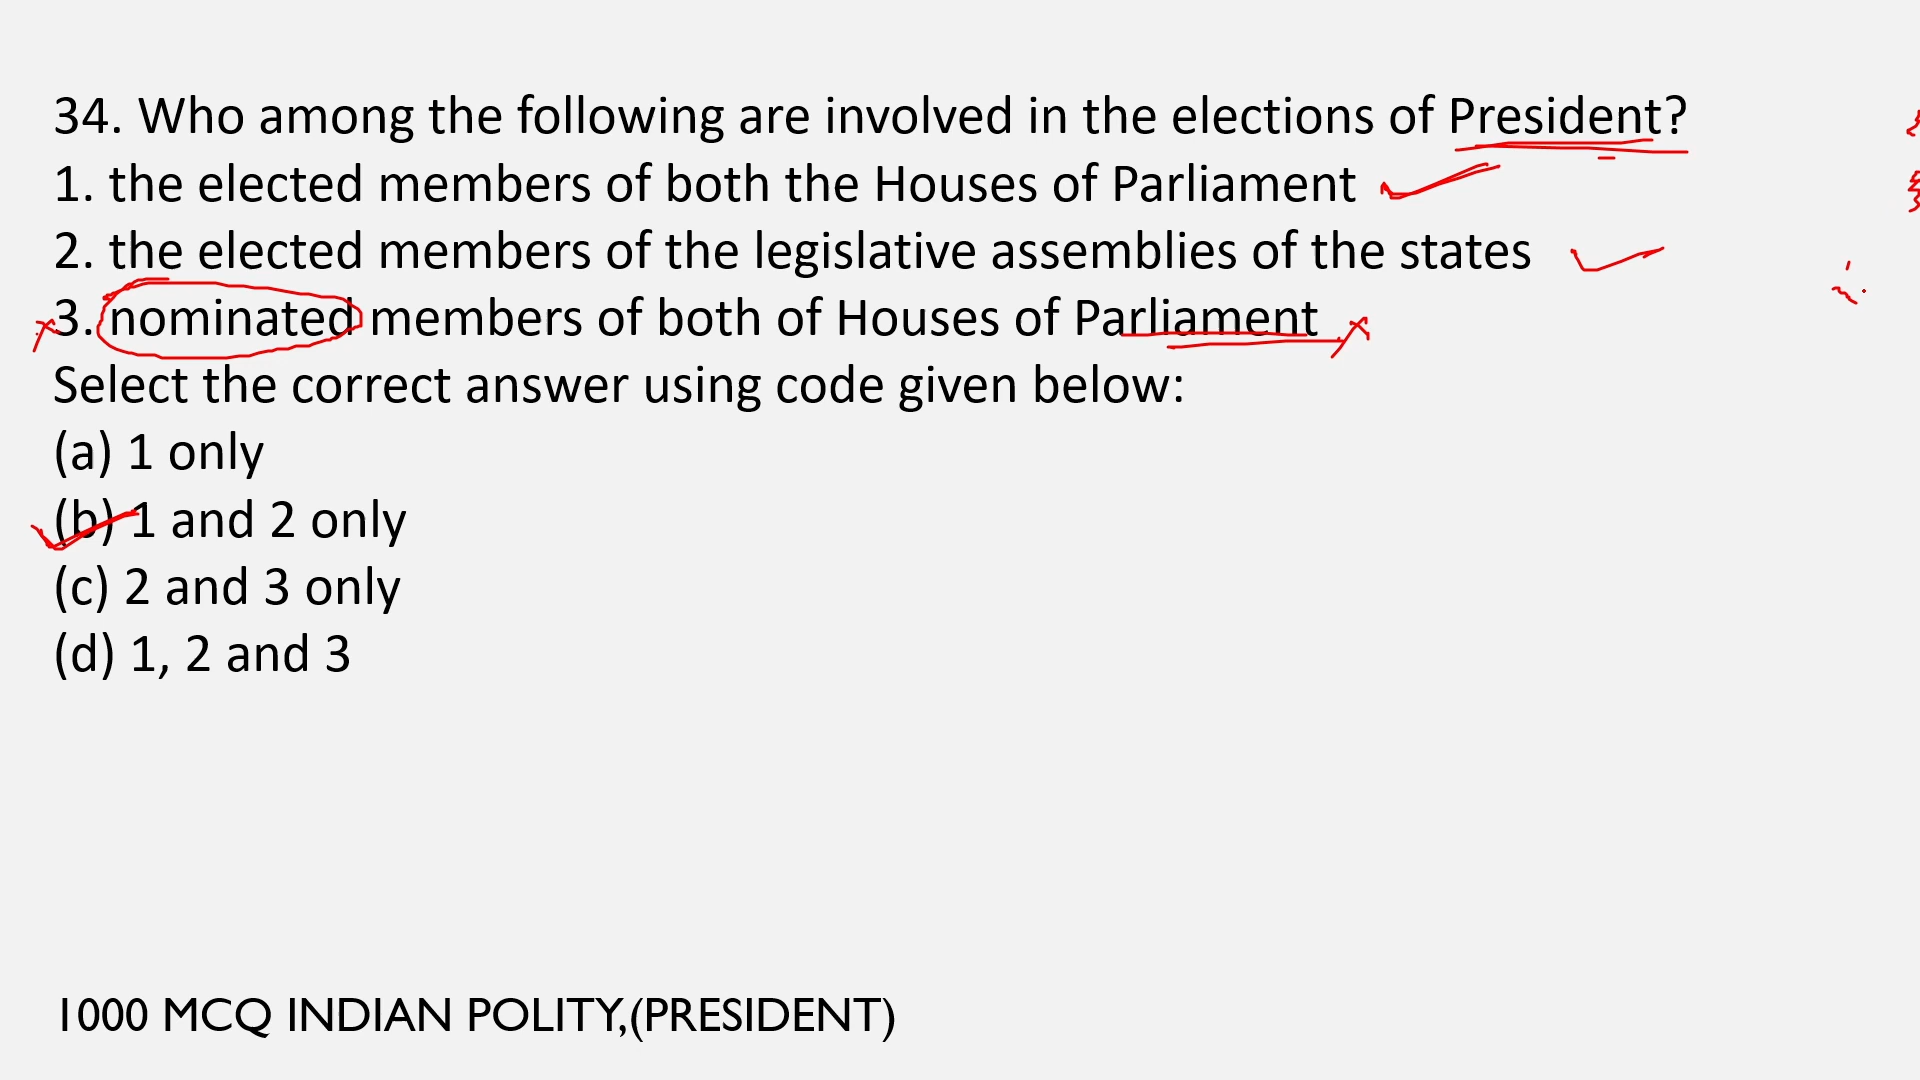 34. Who among the following are involved in the elections of President?
1. the elected members of both the Houses of Parliament
2. the elected members of the legislative assemblies of the states
3. nominated members of both of Houses of Parliament
Select the correct answer using code given below:
(a) 1 only
(b) 1 and 2 only
(c) 2 and 3 only
(d) 1, 2 and 3
1000 MCQ INDIAN POLITY,(PRESIDENT)